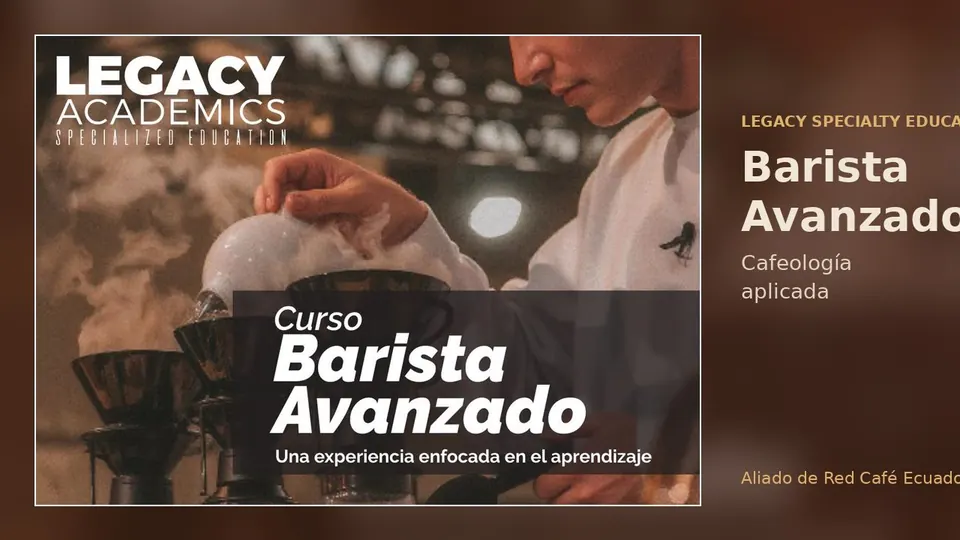 LEGACY
ACADEMICS
SPECIALIZED EDUCATION
Curso
Barista
Avanzado
Una experiencia enfocada en el aprendizaje
LEGACY SPECIALTY EDUCA
Barista
Avanzado
Cafeología
aplicada
Aliado de Red Café Ecuado